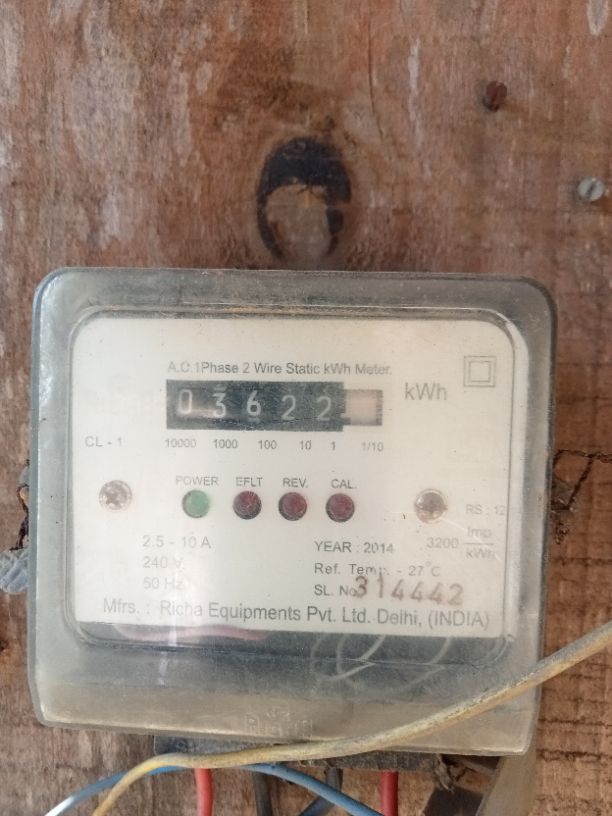 A.C.1Phase 2 Wire Static kWh Meter.
03622 kWh
CL - 1 10000 1000 100 10 1 1/10
POWER EFLT REV. CAL.
RS : 12
2.5 - 10 A YEAR : 2014 3200 Imp/kWh
240 V Ref. Temp. - 27°C
50 Hz SL. No. 314442
Mfrs. : Richa Equipments Pvt. Ltd. Delhi, (INDIA)